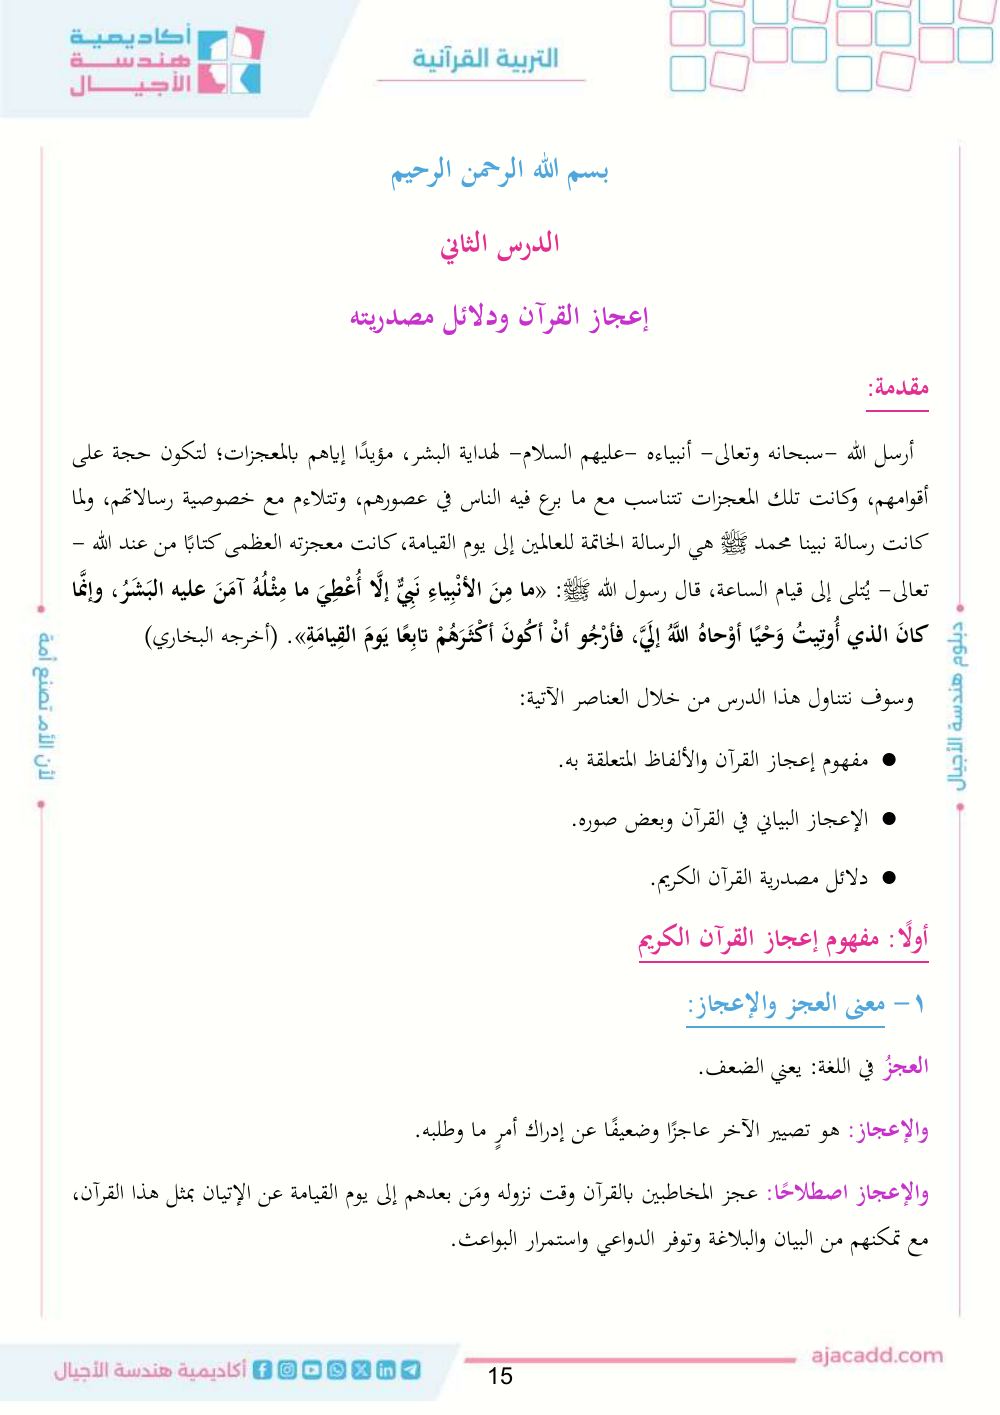 أكاديمية
هندسة
الأجيال
التربية القرآنية
بسم الله الرحمن الرحيم
الدرس الثاني
إعجاز القرآن ودلائل مصدريته
مقدمة:
أرسل الله –سبحانه وتعالى– أنبياءه –عليهم السلام– لهداية البشر، مؤيدًا إياهم بالمعجزات؛ لتكون حجة على
أقوامهم، وكانت تلك المعجزات تتناسب مع ما برع فيه الناس في عصورهم، وتتلاءم مع خصوصية رسالاتهم، ولما
كانت رسالة نبينا محمد ﷺ هي الرسالة الخاتمة للعالمين إلى يوم القيامة، كانت معجزته العظمى كتابًا من عند الله –
تعالى– يُتلى إلى قيام الساعة، قال رسول الله ﷺ: «ما مِنَ الأنْبِياءِ نَبِيٌّ إلَّا أُعْطِيَ ما مِثْلُهُ آمَنَ عليه البَشَرُ، وإنَّما
كانَ الذي أُوتِيتُ وَحْيًا أوْحاهُ اللَّهُ إلَيَّ، فأرْجُو أنْ أكُونَ أكْثَرَهُمْ تابِعًا يَومَ القِيامَةِ». (أخرجه البخاري)
وسوف نتناول هذا الدرس من خلال العناصر الآتية:
● مفهوم إعجاز القرآن والألفاظ المتعلقة به.
● الإعجاز البياني في القرآن وبعض صوره.
● دلائل مصدرية القرآن الكريم.
أولًا: مفهوم إعجاز القرآن الكريم
١– معنى العجز والإعجاز:
العجزُ في اللغة: يعني الضعف.
والإعجاز: هو تصيير الآخر عاجزًا وضعيفًا عن إدراك أمرٍ ما وطلبه.
والإعجاز اصطلاحًا: عجز المخاطبين بالقرآن وقت نزوله ومَن بعدهم إلى يوم القيامة عن الإتيان بمثل هذا القرآن،
مع تمكنهم من البيان والبلاغة وتوفر الدواعي واستمرار البواعث.
دبلوم هندسة الأجيال
لأن الأم تصنع أمة
ajacadd.com
15
أكاديمية هندسة الأجيال